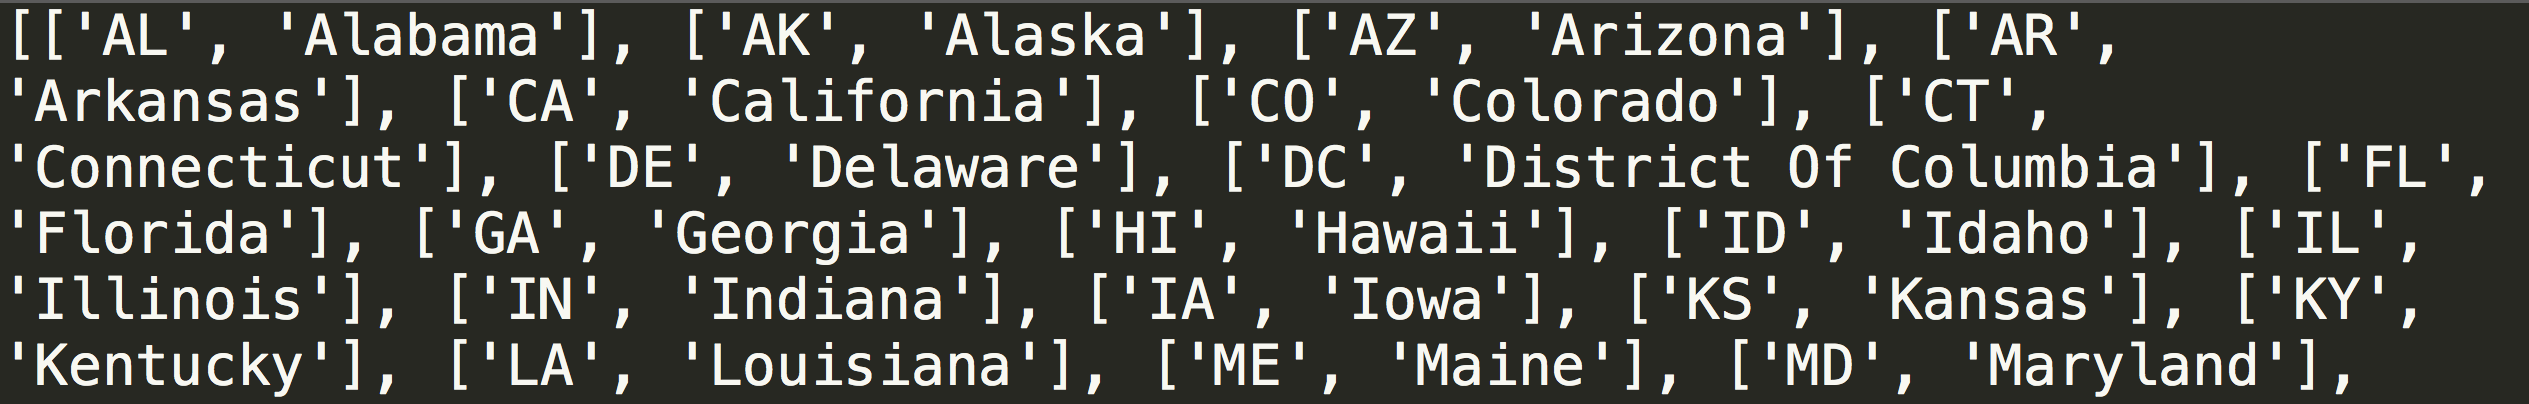 [['AL', 'Alabama'], ['AK', 'Alaska'], ['AZ', 'Arizona'], ['AR',
'Arkansas'], ['CA', 'California'], ['CO', 'Colorado'], ['CT',
'Connecticut'], ['DE', 'Delaware'], ['DC', 'District Of Columbia'], ['FL',
'Florida'], ['GA', 'Georgia'], ['HI', 'Hawaii'], ['ID', 'Idaho'], ['IL',
'Illinois'], ['IN', 'Indiana'], ['IA', 'Iowa'], ['KS', 'Kansas'], ['KY',
'Kentucky'], ['LA', 'Louisiana'], ['ME', 'Maine'], ['MD', 'Maryland'],